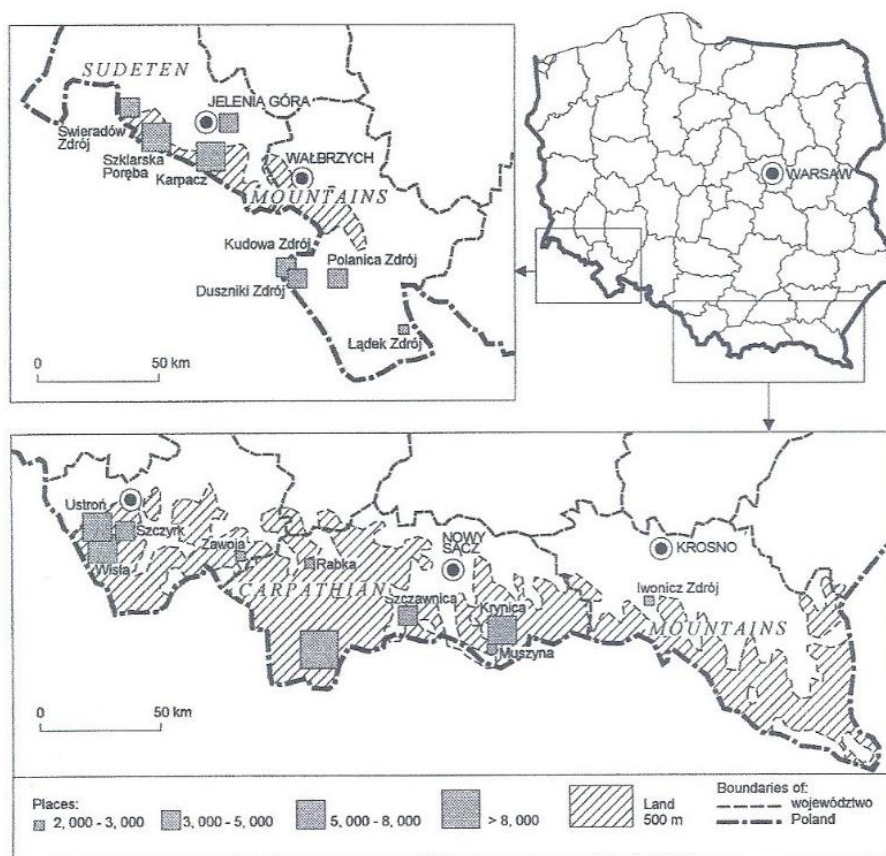 SUDETEN
JELENIA GÓRA
Świeradów
Zdrój
Szklarska
Poręba
Karpacz
WAŁBRZYCH
MOUNTAINS
Kudowa Zdrój
Polanica Zdrój
Duszniki Zdrój
Lądek Zdrój
0 50 km
WARSAW
Ustroń
Szczyrk
Wisła
Zawoja
Rabka
NOWY
SĄCZ
KROSNO
CARPATHIAN
Szczawnica
Krynica
Muszyna
Iwonicz Zdrój
MOUNTAINS
0 50 km
Places:
2, 000 - 3, 000
3, 000 - 5, 000
5, 000 - 8, 000
> 8, 000
Land
500 m
Boundaries of:
województwo
Poland